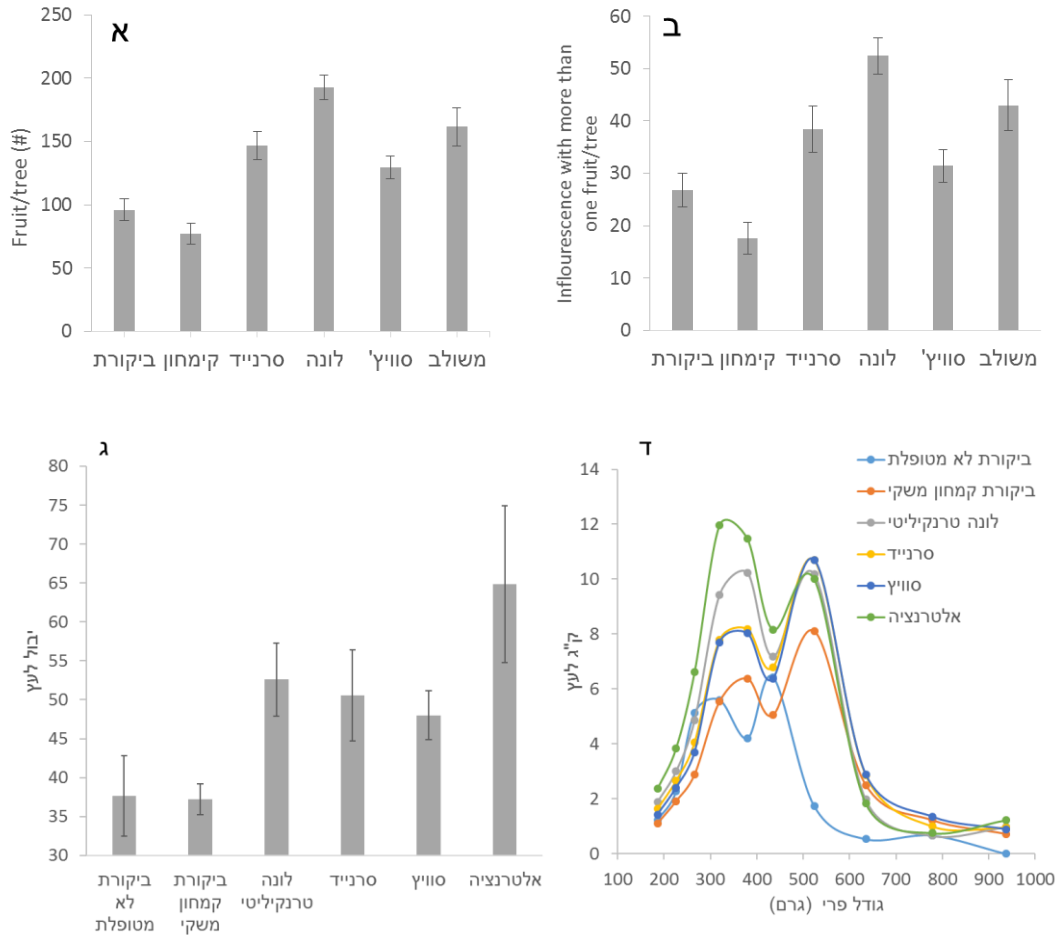 א
Fruit/tree (#)
250
200
150
100
50
0
ביקורת קימחון סרנייד לונה סוויץ' משולב
ב
Inflourescence with more than
one fruit/tree
60
50
40
30
20
10
0
ביקורת קימחון סרנייד לונה סוויץ' משולב
ג
יבול לעץ
80
75
70
65
60
55
50
45
40
35
30
ביקורת לא מטופלת
ביקורת קמחון משקי
לונה טרנקיליטי
סרנייד
סוויץ
אלטרנציה
ד
ביקורת לא מטופלת
ביקורת קמחון משקי
לונה טרנקיליטי
סרנייד
סוויץ
אלטרנציה
ק"ג לעץ
14
12
10
8
6
4
2
0
100 200 300 400 500 600 700 800 900 1000
גודל פרי (גרם)